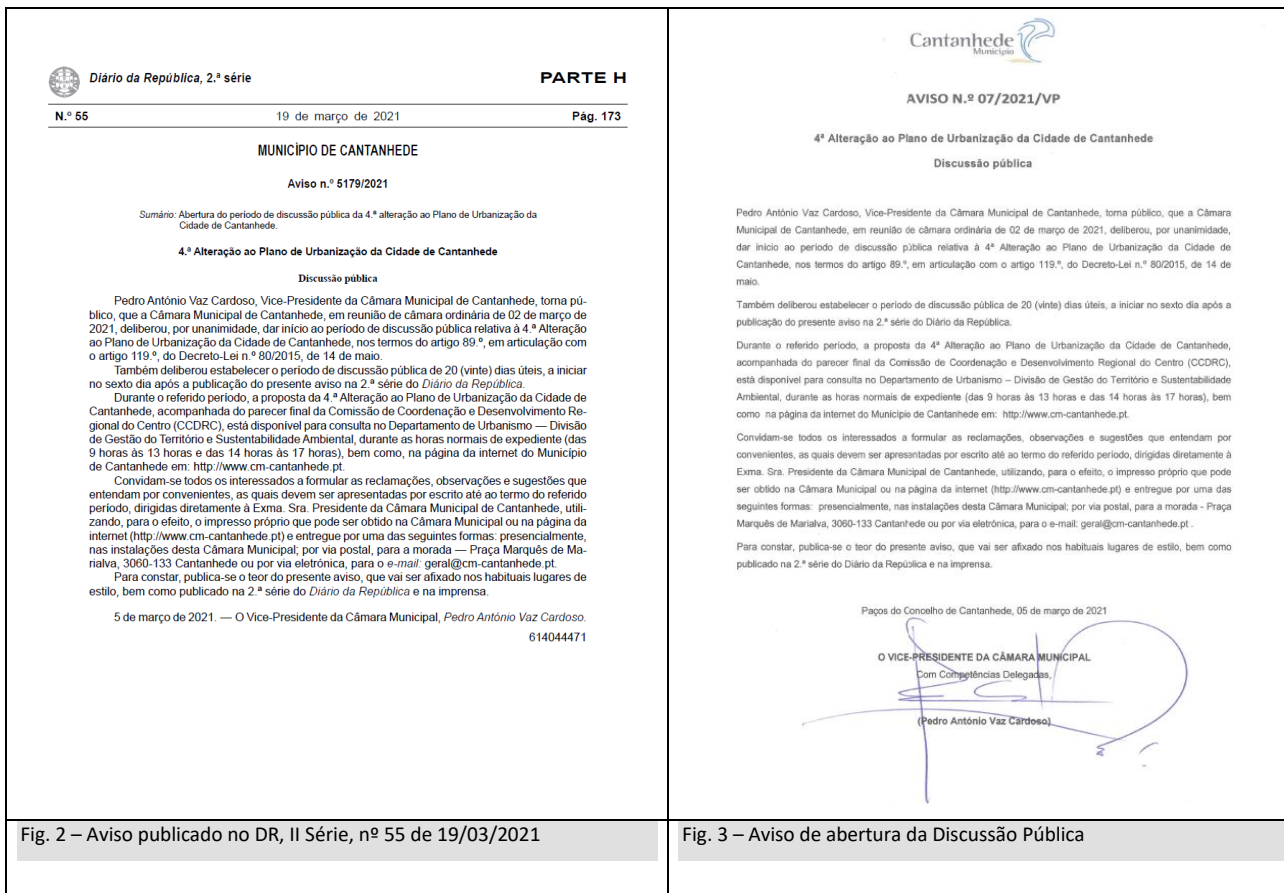 Diário da República, 2.ª série
PARTE H
N.º 55
19 de março de 2021
Pág. 173
MUNICÍPIO DE CANTANHEDE
Aviso n.º 5179/2021
Sumário: Abertura do período de discussão pública da 4.ª alteração ao Plano de Urbanização da
Cidade de Cantanhede.
4.ª Alteração ao Plano de Urbanização da Cidade de Cantanhede
Discussão pública
Pedro António Vaz Cardoso, Vice-Presidente da Câmara Municipal de Cantanhede, torna pú-
blico, que a Câmara Municipal de Cantanhede, em reunião de câmara ordinária de 02 de março de
2021, deliberou, por unanimidade, dar início ao período de discussão pública relativa à 4.ª Alteração
ao Plano de Urbanização da Cidade de Cantanhede, nos termos do artigo 89.º, em articulação com
o artigo 119.º, do Decreto-Lei n.º 80/2015, de 14 de maio.
Também deliberou estabelecer o período de discussão pública de 20 (vinte) dias úteis, a iniciar
no sexto dia após a publicação do presente aviso na 2.ª série do Diário da República.
Durante o referido período, a proposta da 4.ª Alteração ao Plano de Urbanização da Cidade de
Cantanhede, acompanhada do parecer final da Comissão de Coordenação e Desenvolvimento Re-
gional do Centro (CCDRC), está disponível para consulta no Departamento de Urbanismo — Divisão
de Gestão do Território e Sustentabilidade Ambiental, durante as horas normais de expediente (das
9 horas às 13 horas e das 14 horas às 17 horas), bem como, na página da internet do Município
de Cantanhede em: http://www.cm-cantanhede.pt.
Convidam-se todos os interessados a formular as reclamações, observações e sugestões que
entendam por convenientes, as quais devem ser apresentadas por escrito até ao termo do referido
período, dirigidas diretamente à Exma. Sra. Presidente da Câmara Municipal de Cantanhede, utili-
zando, para o efeito, o impresso próprio que pode ser obtido na Câmara Municipal ou na página da
internet (http://www.cm-cantanhede.pt) e entregue por uma das seguintes formas: presencialmente,
nas instalações desta Câmara Municipal; por via postal, para a morada — Praça Marquês de Ma-
rialva, 3060-133 Cantanhede ou por via eletrónica, para o e-mail: geral@cm-cantanhede.pt.
Para constar, publica-se o teor do presente aviso, que vai ser afixado nos habituais lugares de
estilo, bem como publicado na 2.ª série do Diário da República e na imprensa.
5 de março de 2021. — O Vice-Presidente da Câmara Municipal, Pedro António Vaz Cardoso.
614044471
Fig. 2 – Aviso publicado no DR, II Série, nº 55 de 19/03/2021
Cantanhede
Município
AVISO N.º 07/2021/VP
4ª Alteração ao Plano de Urbanização da Cidade de Cantanhede
Discussão pública
Pedro António Vaz Cardoso, Vice-Presidente da Câmara Municipal de Cantanhede, torna público, que a Câmara
Municipal de Cantanhede, em reunião de câmara ordinária de 02 de março de 2021, deliberou, por unanimidade,
dar início ao período de discussão pública relativa à 4ª Alteração ao Plano de Urbanização da Cidade de
Cantanhede, nos termos do artigo 89.º, em articulação com o artigo 119.º, do Decreto-Lei n.º 80/2015, de 14 de
maio.
Também deliberou estabelecer o período de discussão pública de 20 (vinte) dias úteis, a iniciar no sexto dia após a
publicação do presente aviso na 2.ª série do Diário da República.
Durante o referido período, a proposta da 4ª Alteração ao Plano de Urbanização da Cidade de Cantanhede,
acompanhada do parecer final da Comissão de Coordenação e Desenvolvimento Regional do Centro (CCDRC),
está disponível para consulta no Departamento de Urbanismo – Divisão de Gestão do Território e Sustentabilidade
Ambiental, durante as horas normais de expediente (das 9 horas às 13 horas e das 14 horas às 17 horas), bem
como na página da internet do Município de Cantanhede em: http://www.cm-cantanhede.pt.
Convidam-se todos os interessados a formular as reclamações, observações e sugestões que entendam por
convenientes, as quais devem ser apresentadas por escrito até ao termo do referido período, dirigidas diretamente à
Exma. Sra. Presidente da Câmara Municipal de Cantanhede, utilizando, para o efeito, o impresso próprio que pode
ser obtido na Câmara Municipal ou na página da internet (http://www.cm-cantanhede.pt) e entregue por uma das
seguintes formas: presencialmente, nas instalações desta Câmara Municipal; por via postal, para a morada - Praça
Marquês de Marialva, 3060-133 Cantanhede ou por via eletrónica, para o e-mail: geral@cm-cantanhede.pt .
Para constar, publica-se o teor do presente aviso, que vai ser afixado nos habituais lugares de estilo, bem como
publicado na 2.ª série do Diário da República e na imprensa.
Paços do Concelho de Cantanhede, 05 de março de 2021
O VICE-PRESIDENTE DA CÂMARA MUNICIPAL
Com Competências Delegadas,
(Pedro António Vaz Cardoso)
Fig. 3 – Aviso de abertura da Discussão Pública